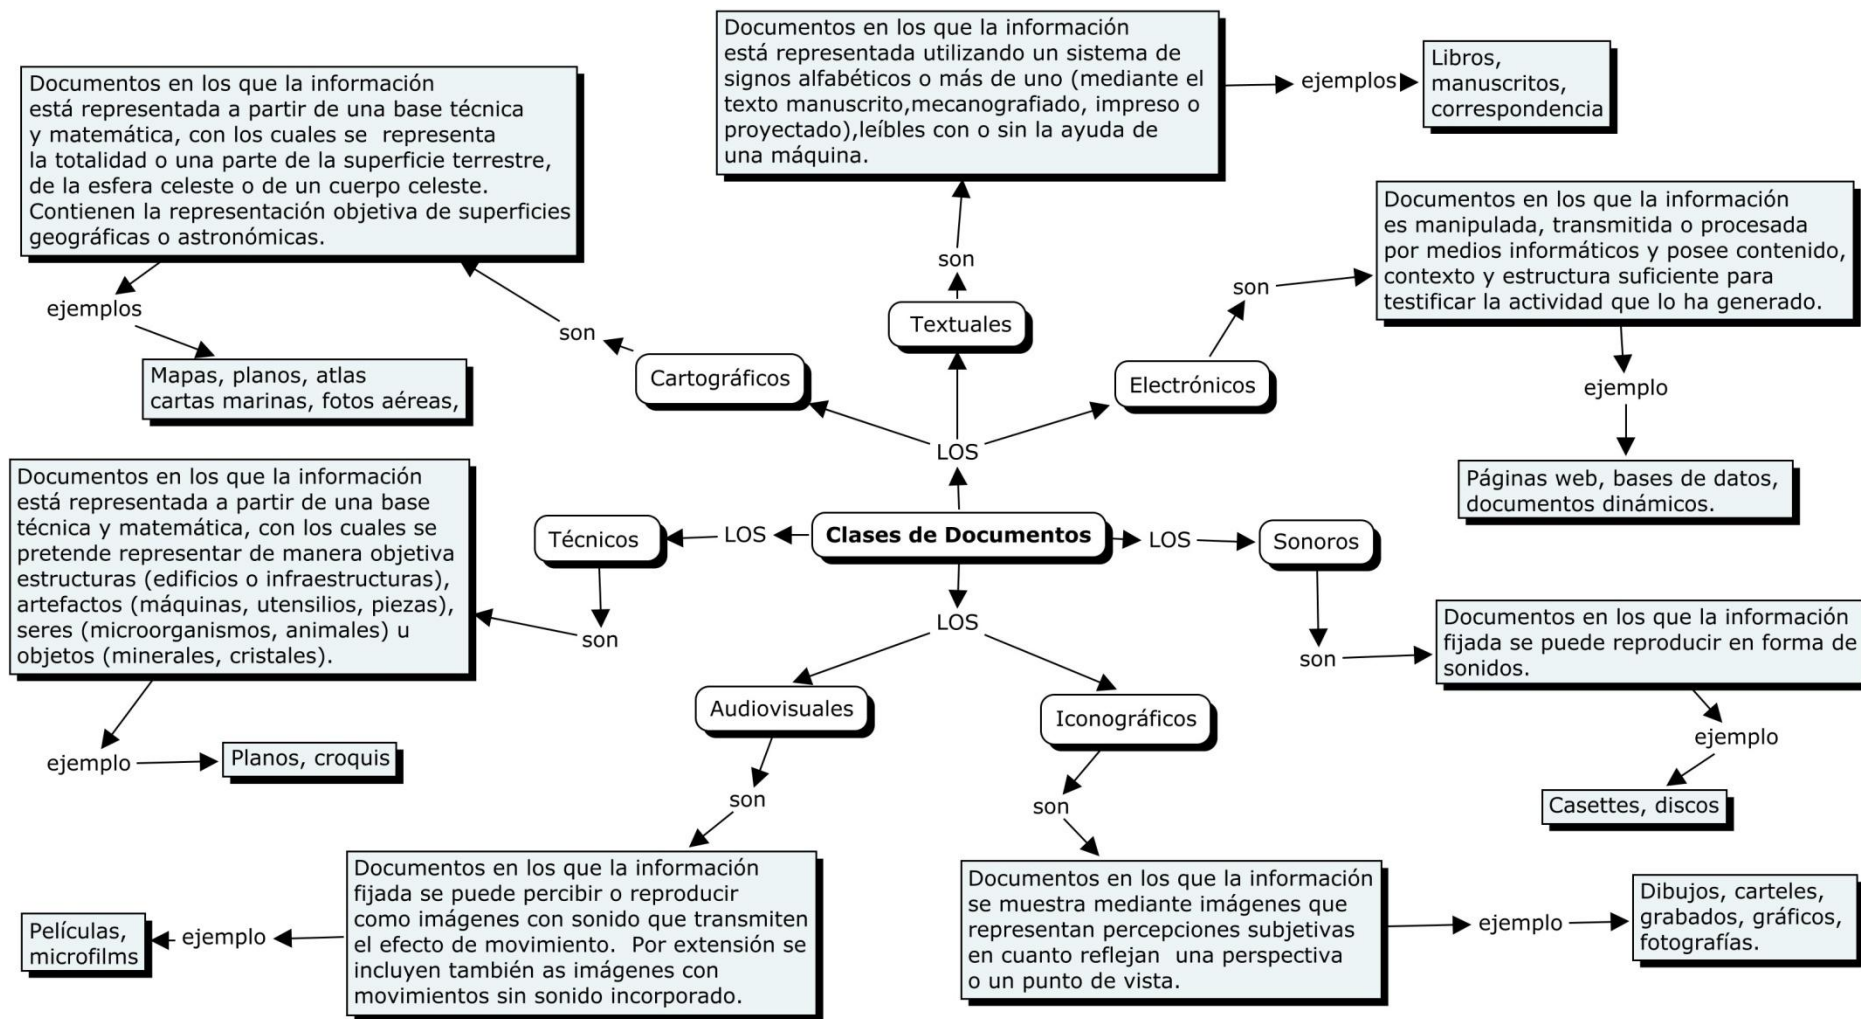 Documentos en los que la información
está representada utilizando un sistema de
signos alfabéticos o más de uno (mediante el
texto manuscrito,mecanografiado, impreso o
proyectado),leíbles con o sin la ayuda de
una máquina.
ejemplos
Libros,
manuscritos,
correspondencia
Documentos en los que la información
está representada a partir de una base técnica
y matemática, con los cuales se representa
la totalidad o una parte de la superficie terrestre,
de la esfera celeste o de un cuerpo celeste.
Contienen la representación objetiva de superficies
geográficas o astronómicas.
ejemplos
Mapas, planos, atlas
cartas marinas, fotos aéreas,
son
Cartográficos
son
Textuales
son
Electrónicos
Documentos en los que la información
es manipulada, transmitida o procesada
por medios informáticos y posee contenido,
contexto y estructura suficiente para
testificar la actividad que lo ha generado.
ejemplo
Páginas web, bases de datos,
documentos dinámicos.
LOS
Clases de Documentos
LOS
Técnicos
son
Documentos en los que la información
está representada a partir de una base
técnica y matemática, con los cuales se
pretende representar de manera objetiva
estructuras (edificios o infraestructuras),
artefactos (máquinas, utensilios, piezas),
seres (microorganismos, animales) u
objetos (minerales, cristales).
ejemplo
Planos, croquis
LOS
Sonoros
son
Documentos en los que la información
fijada se puede reproducir en forma de
sonidos.
ejemplo
Casettes, discos
LOS
Audiovisuales
son
Documentos en los que la información
fijada se puede percibir o reproducir
como imágenes con sonido que transmiten
el efecto de movimiento. Por extensión se
incluyen también as imágenes con
movimientos sin sonido incorporado.
ejemplo
Películas,
microfilms
Iconográficos
son
Documentos en los que la información
se muestra mediante imágenes que
representan percepciones subjetivas
en cuanto reflejan una perspectiva
o un punto de vista.
ejemplo
Dibujos, carteles,
grabados, gráficos,
fotografías.